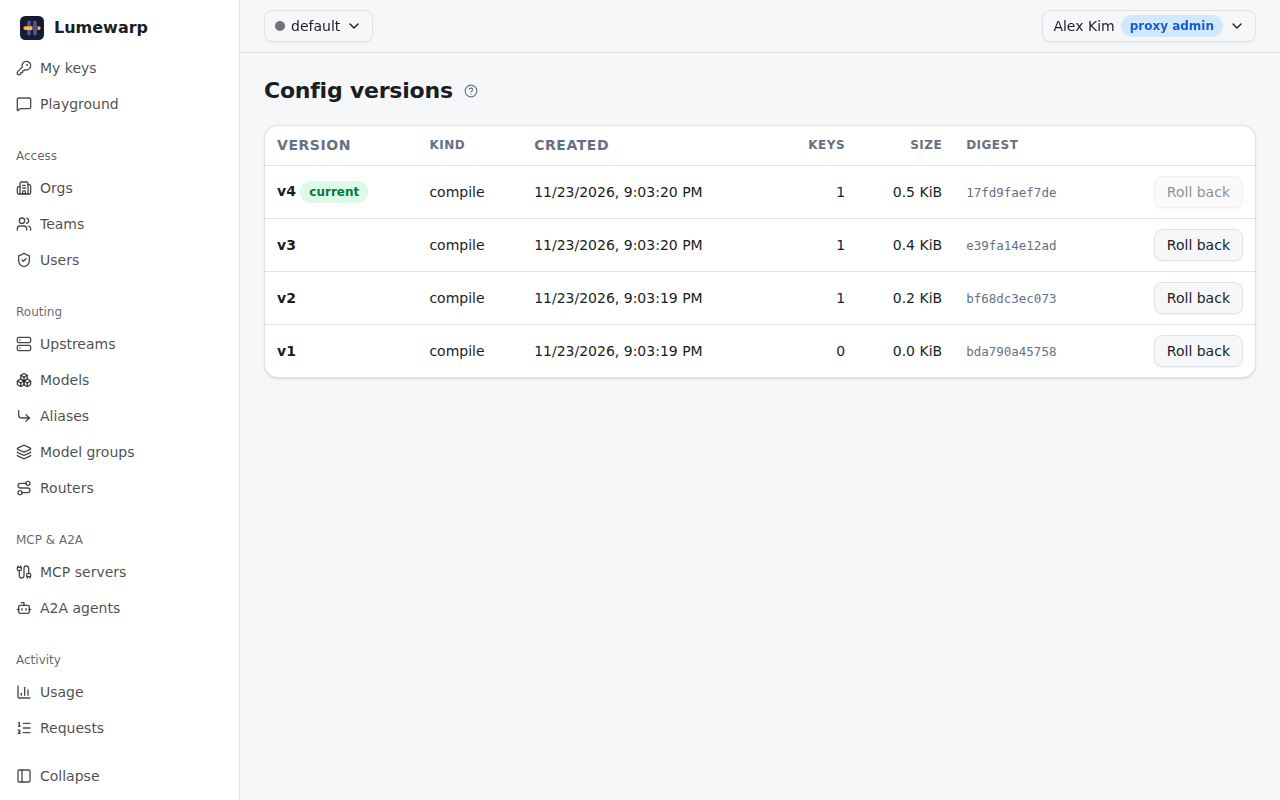 Lumewarp
My keys
Playground
Access
Orgs
Teams
Users
Routing
Upstreams
Models
Aliases
Model groups
Routers
MCP & A2A
MCP servers
A2A agents
Activity
Usage
Requests
Collapse
default
Alex Kim proxy admin
Config versions
VERSION KIND CREATED KEYS SIZE DIGEST
v4 current compile 11/23/2026, 9:03:20 PM 1 0.5 KiB 17fd9faef7de Roll back
v3 compile 11/23/2026, 9:03:20 PM 1 0.4 KiB e39fa14e12ad Roll back
v2 compile 11/23/2026, 9:03:19 PM 1 0.2 KiB bf68dc3ec073 Roll back
v1 compile 11/23/2026, 9:03:19 PM 0 0.0 KiB bda790a45758 Roll back